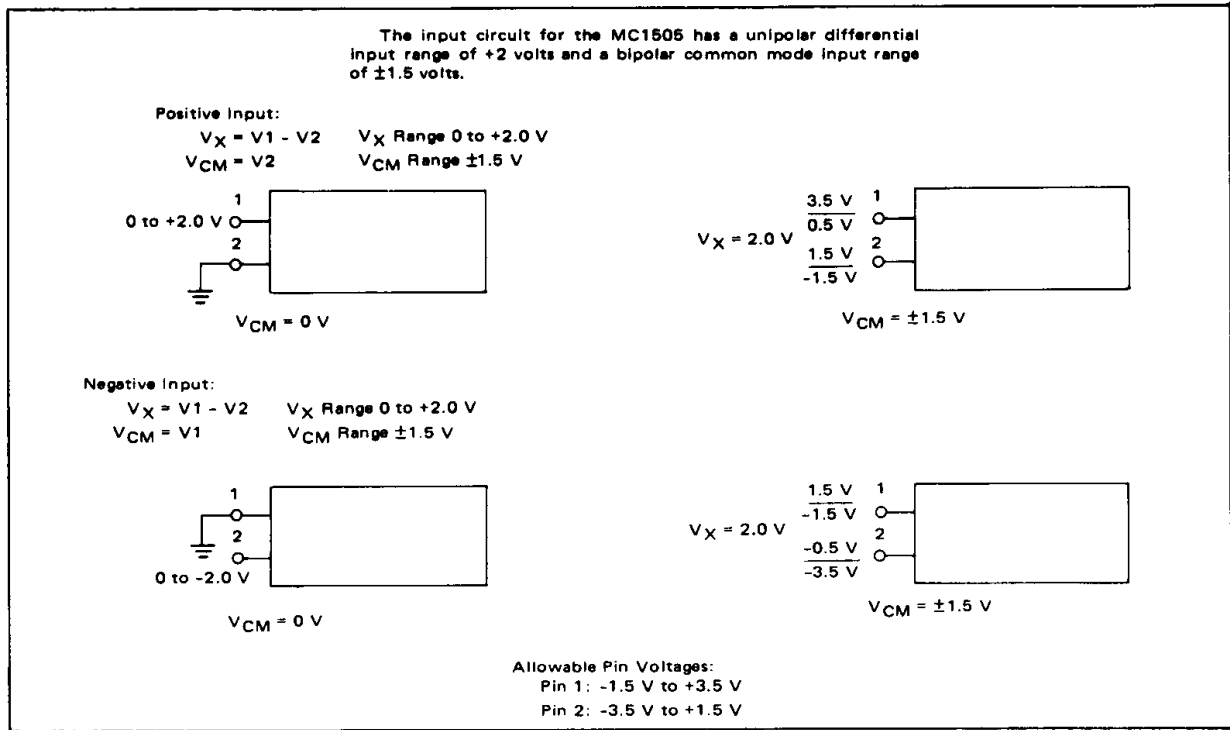 The input circuit for the MC1505 has a unipolar differential
input range of +2 volts and a bipolar common mode input range
of ±1.5 volts.
Positive Input:
VX = V1 - V2 VX Range 0 to +2.0 V
VCM = V2 VCM Range ±1.5 V
1
0 to +2.0 V
2
VCM = 0 V
3.5 V
0.5 V
1
VX = 2.0 V
1.5 V
-1.5 V
2
VCM = ±1.5 V
Negative Input:
VX = V1 - V2 VX Range 0 to +2.0 V
VCM = V1 VCM Range ±1.5 V
1
2
0 to -2.0 V
VCM = 0 V
1.5 V
-1.5 V
1
VX = 2.0 V
-0.5 V
-3.5 V
2
VCM = ±1.5 V
Allowable Pin Voltages:
Pin 1: -1.5 V to +3.5 V
Pin 2: -3.5 V to +1.5 V